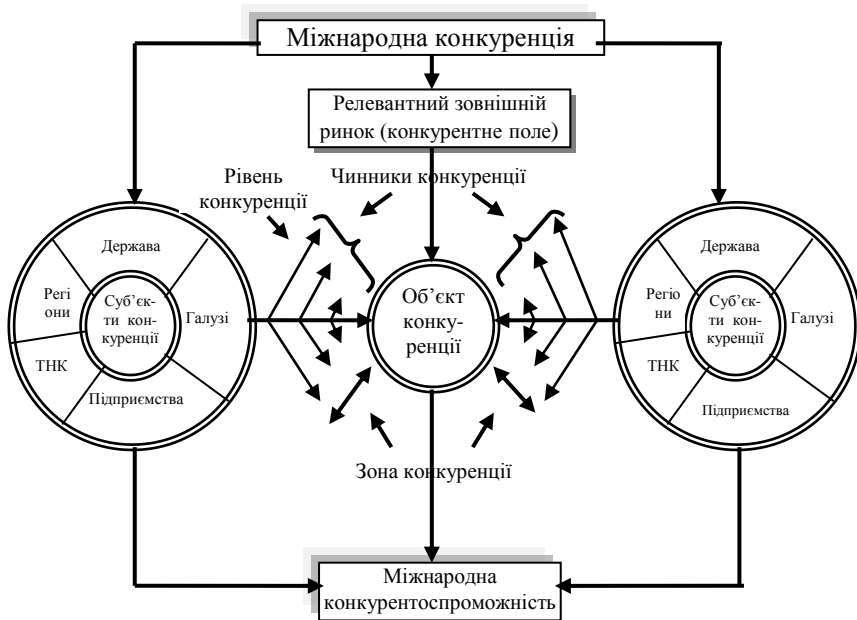 Міжнародна конкуренція
Релевантний зовнішній
ринок (конкурентне поле)
Рівень
конкуренції
Чинники конкуренції
Держава
Регі
они
Суб’єк-
ти кон-
куренції
Галузі
ТНК
Підприємства
Об’єкт
конку-
ренції
Держава
Регіо
ни
Суб’єк-
ти кон-
куренції
Галузі
ТНК
Підприємства
Зона конкуренції
Міжнародна
конкурентоспроможність